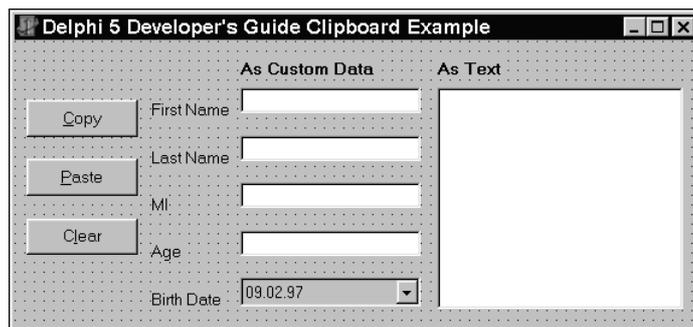 Delphi 5 Developer's Guide Clipboard Example
As Custom Data
As Text
Copy
First Name
Last Name
Paste
MI
Clear
Age
Birth Date
09.02.97